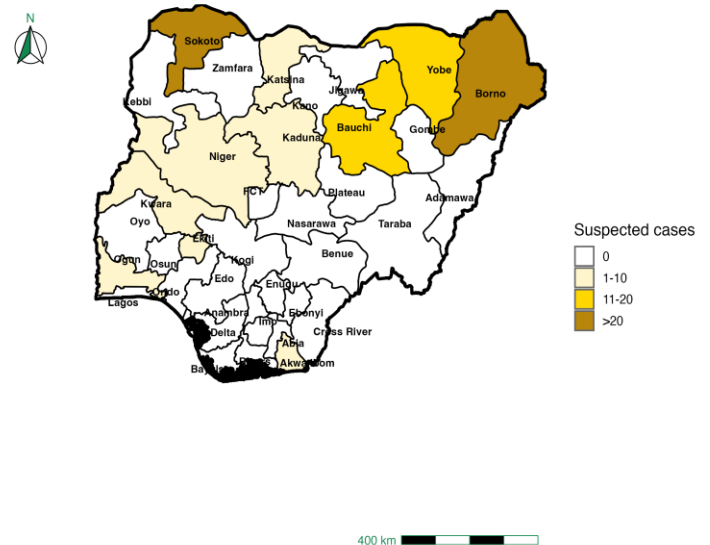 N
Sokoto
Zamfara
Yobe
Katsina
Jigawa
Borno
Kebbi
Kano
Bauchi
Gombe
Kaduna
Niger
FCT
Plateau
Adamawa
Kwara
Oyo
Nasarawa
Taraba
Ekiti
Benue
Ogun
Osun
Kogi
Edo
Enugu
Ondo
Lagos
Anambra
Ebonyi
Imo
Delta
Cross River
Abia
Rivers
Akwa Ibom
Bayelsa
Suspected cases
0
1-10
11-20
>20
400 km